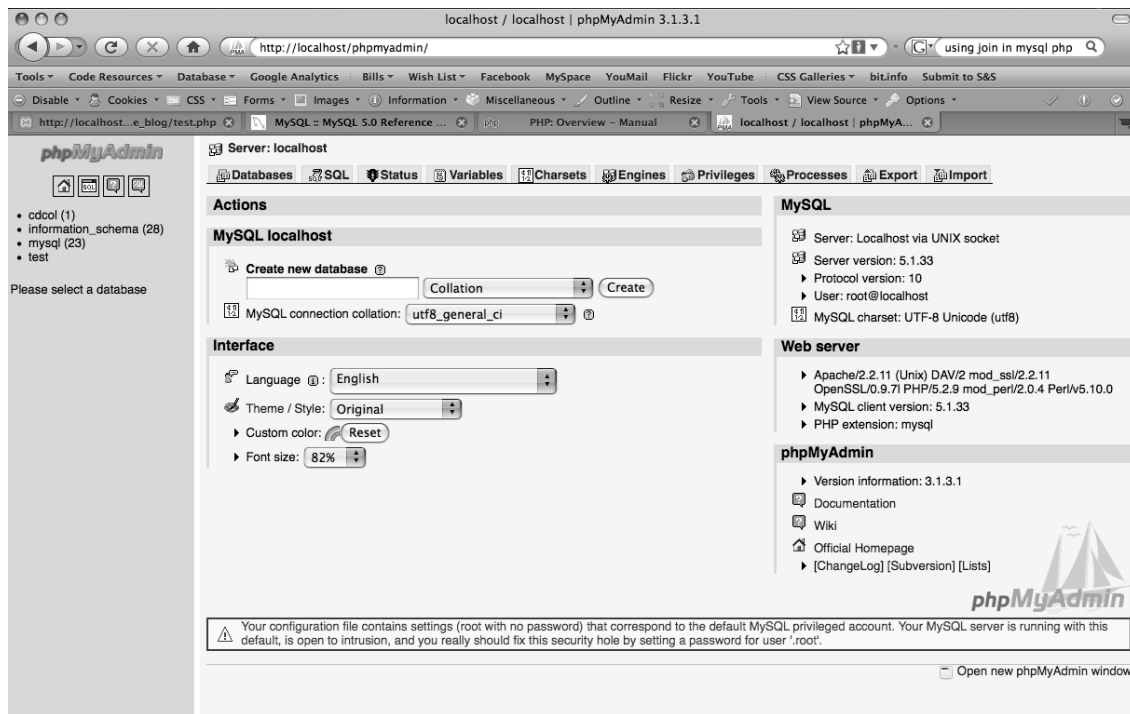 localhost / localhost | phpMyAdmin 3.1.3.1
http://localhost/phpmyadmin/
using join in mysql php
Tools Code Resources Database Google Analytics Bills Wish List Facebook MySpace YouMail Flickr YouTube CSS Galleries bit.info Submit to S&S
Disable Cookies CSS Forms Images Information Miscellaneous Outline Resize Tools View Source Options
http://localhost...e_blog/test.php MySQL :: MySQL 5.0 Reference ... php PHP: Overview – Manual localhost / localhost | phpMyA...
phpMyAdmin
SQL
cdcol (1)
information_schema (28)
mysql (23)
test
Please select a database
Server: localhost
Databases SQL Status Variables Charsets Engines Privileges Processes Export Import
Actions
MySQL localhost
Create new database
Collation Create
MySQL connection collation: utf8_general_ci
Interface
Language : English
Theme / Style: Original
Custom color: Reset
Font size: 82%
MySQL
Server: Localhost via UNIX socket
Server version: 5.1.33
Protocol version: 10
User: root@localhost
MySQL charset: UTF-8 Unicode (utf8)
Web server
Apache/2.2.11 (Unix) DAV/2 mod_ssl/2.2.11
OpenSSL/0.9.7l PHP/5.2.9 mod_perl/2.0.4 Perl/v5.10.0
MySQL client version: 5.1.33
PHP extension: mysql
phpMyAdmin
Version information: 3.1.3.1
Documentation
Wiki
Official Homepage
[ChangeLog] [Subversion] [Lists]
phpMyAdmin
Your configuration file contains settings (root with no password) that correspond to the default MySQL privileged account. Your MySQL server is running with this
default, is open to intrusion, and you really should fix this security hole by setting a password for user '.root'.
Open new phpMyAdmin window